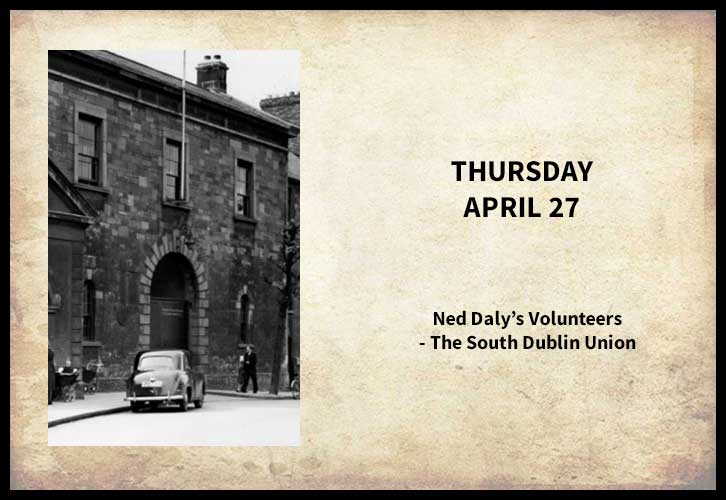 THURSDAY
APRIL 27
Ned Daly’s Volunteers
- The South Dublin Union